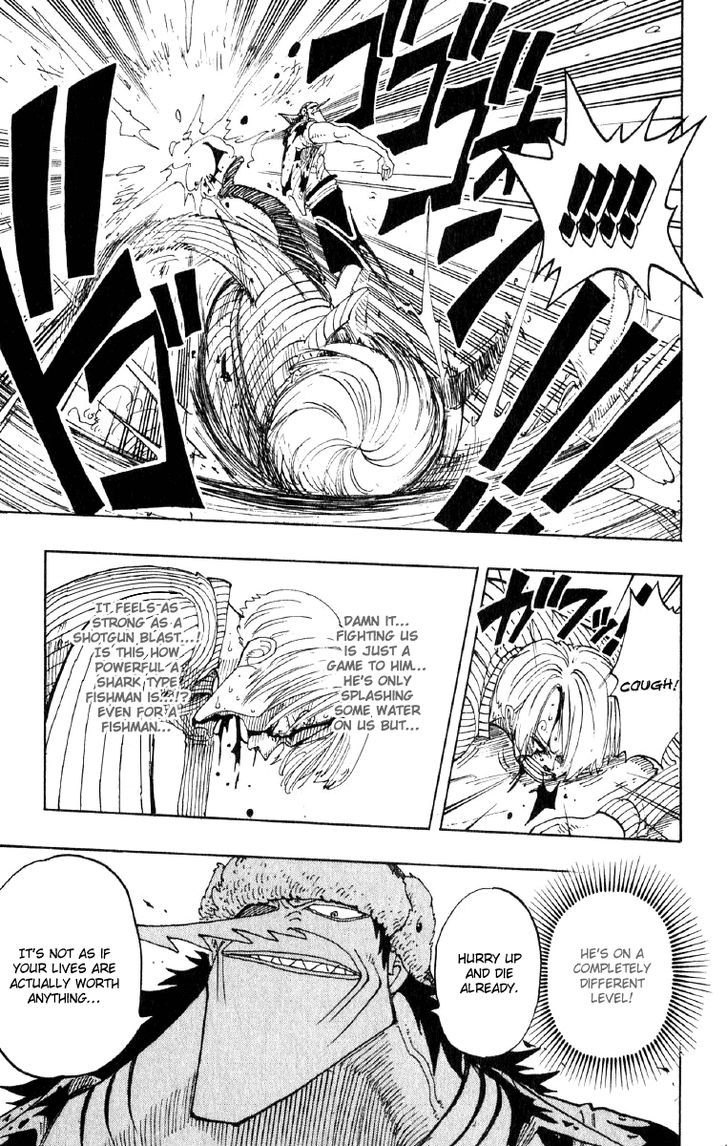 !!!!
ドゴゴゴォ!!!
ガフッ!
COUGH!
DAMN IT...
FIGHTING US
IS JUST A
GAME TO HIM...
HE'S ONLY
SPLASHING
SOME WATER
ON US BUT...
IT FEELS AS
STRONG AS A
SHOTGUN BLAST...!
IS THIS HOW
POWERFUL A
SHARK TYPE
FISHMAN IS...!?
EVEN FOR A
FISHMAN...
HE'S ON A
COMPLETELY
DIFFERENT
LEVEL!
HURRY UP
AND DIE
ALREADY.
IT'S NOT AS IF
YOUR LIVES ARE
ACTUALLY WORTH
ANYTHING...